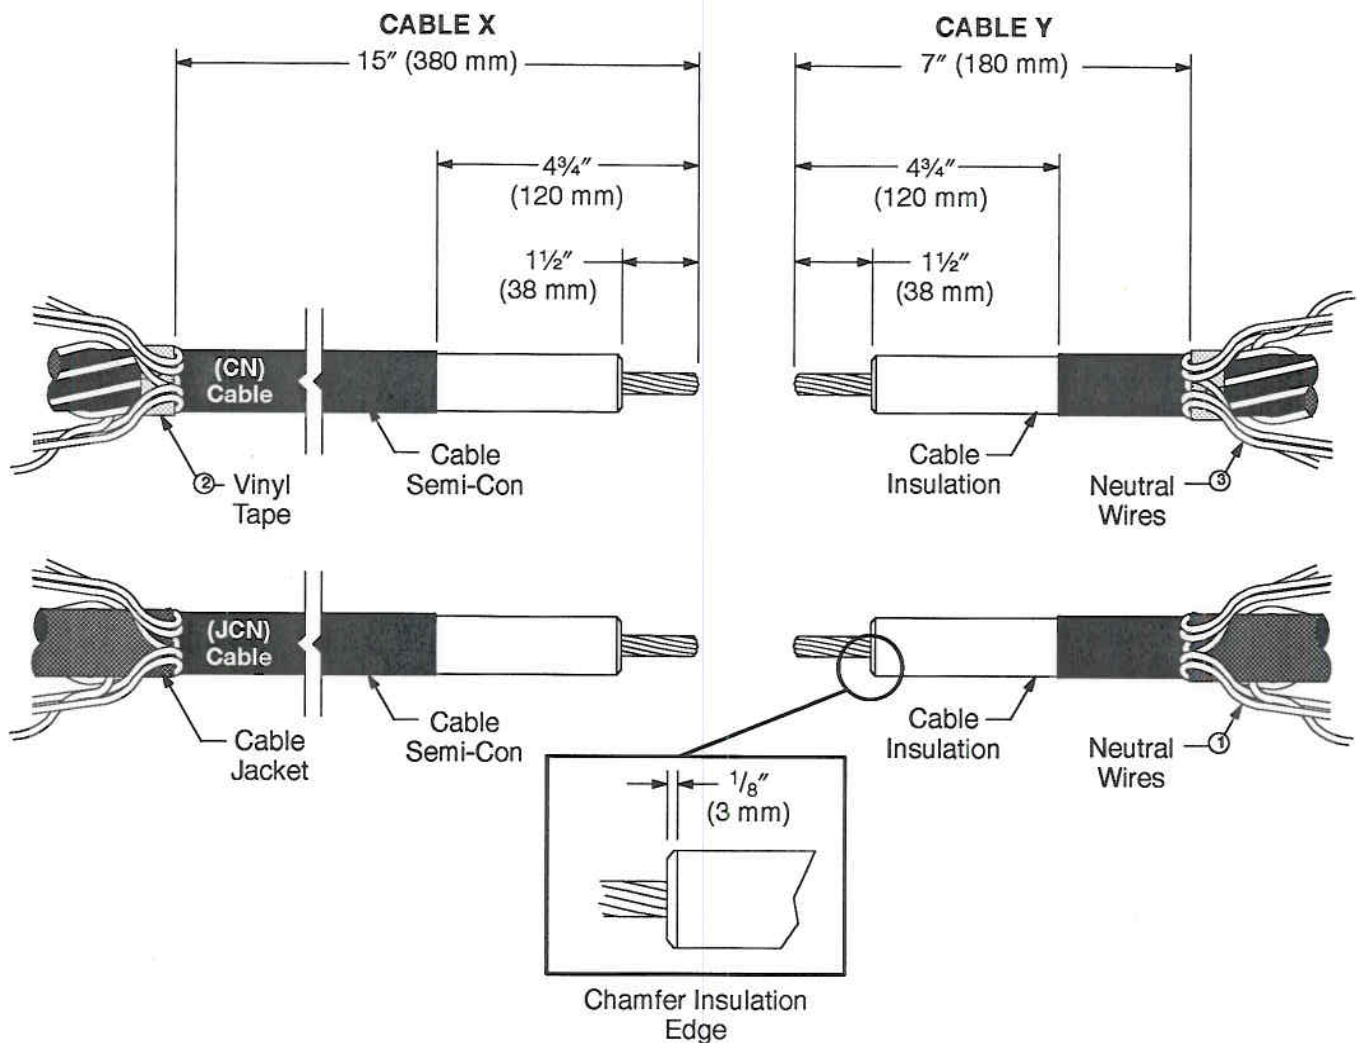 CABLE X
CABLE Y
15″ (380 mm)
7″ (180 mm)
4¾″
(120 mm)
4¾″
(120 mm)
1½″
(38 mm)
1½″
(38 mm)
(CN)
Cable
② Vinyl
Tape
Cable
Semi-Con
Cable
Insulation
Neutral ③
Wires
(JCN)
Cable
Cable
Jacket
Cable
Semi-Con
Cable
Insulation
Neutral ①
Wires
1/8″
(3 mm)
Chamfer Insulation
Edge